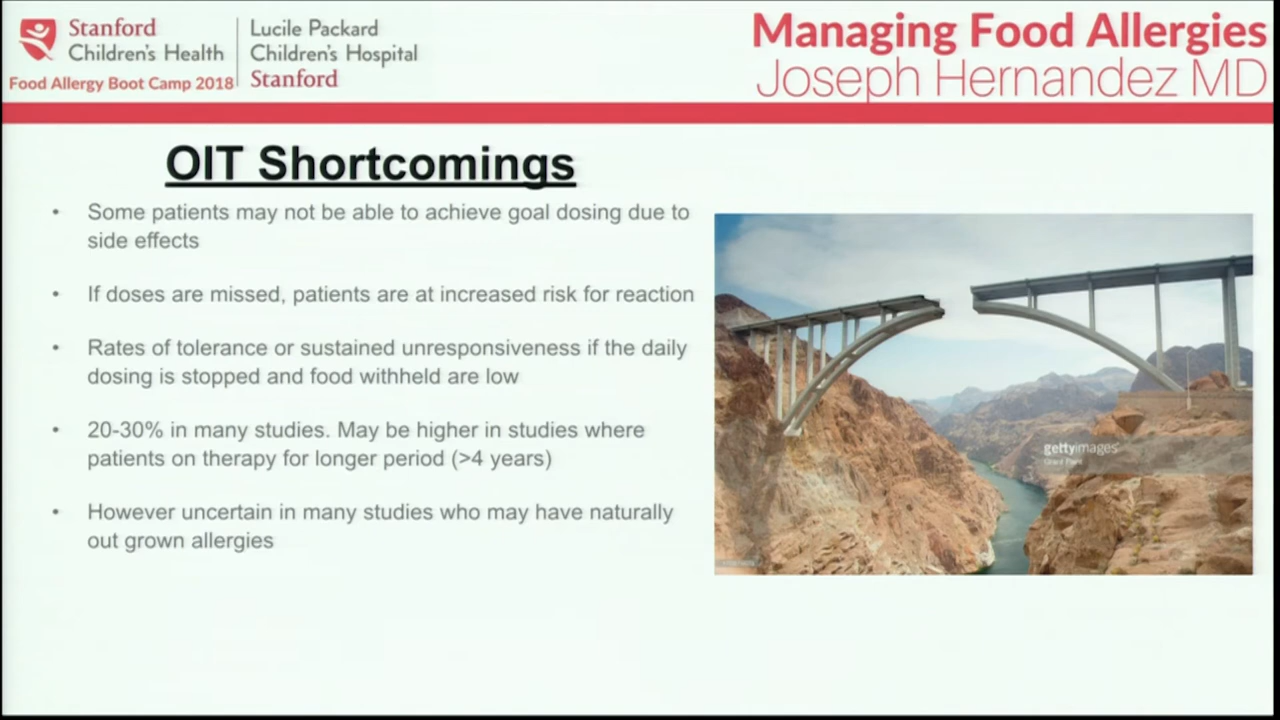 Stanford
Children's Health
Food Allergy Boot Camp 2018
Lucile Packard
Children's Hospital
Stanford
Managing Food Allergies
Joseph Hernandez MD
OIT Shortcomings
• Some patients may not be able to achieve goal dosing due to
side effects
• If doses are missed, patients are at increased risk for reaction
• Rates of tolerance or sustained unresponsiveness if the daily
dosing is stopped and food withheld are low
• 20-30% in many studies. May be higher in studies where
patients on therapy for longer period (>4 years)
• However uncertain in many studies who may have naturally
out grown allergies
gettyimages